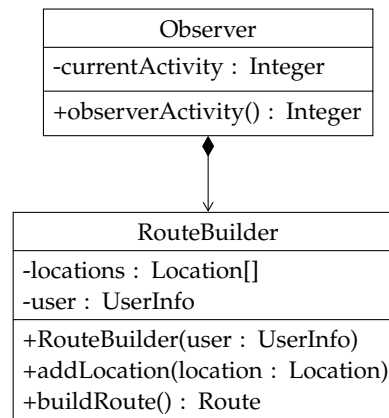 Observer
-currentActivity : Integer
+observerActivity() : Integer
RouteBuilder
-locations : Location[]
-user : UserInfo
+RouteBuilder(user : UserInfo)
+addLocation(location : Location)
+buildRoute() : Route